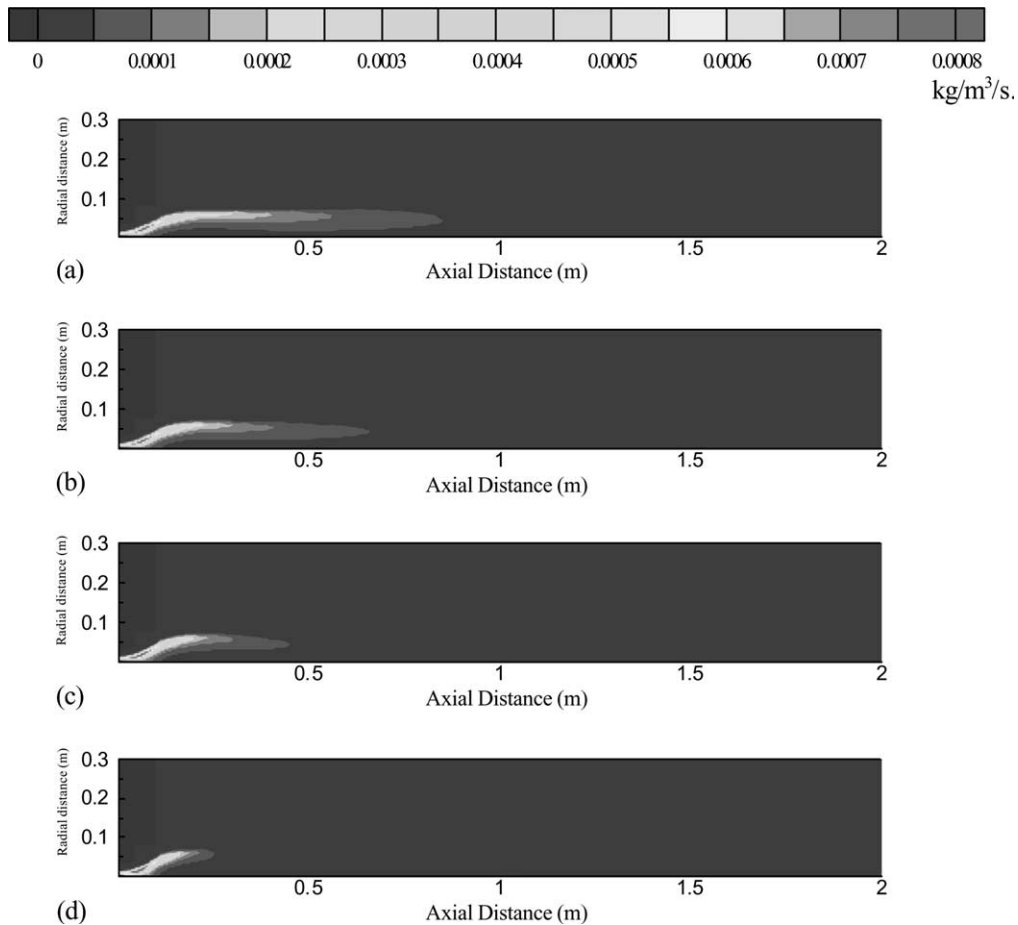 0 0.0001 0.0002 0.0003 0.0004 0.0005 0.0006 0.0007 0.0008
kg/m³/s.
Radial distance (m)
0.3
0.2
0.1
0.5 1 1.5 2
(a)
Axial Distance (m)
Radial distance (m)
0.3
0.2
0.1
0.5 1 1.5 2
(b)
Axial Distance (m)
Radial distance (m)
0.3
0.2
0.1
0.5 1 1.5 2
(c)
Axial Distance (m)
Radial distance (m)
0.3
0.2
0.1
0.5 1 1.5 2
(d)
Axial Distance (m)